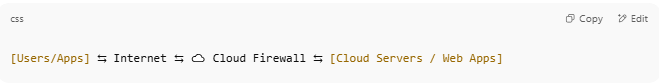 css Copy Edit
[Users/Apps] ⇆ Internet ⇆ ☁ Cloud Firewall ⇆ [Cloud Servers / Web Apps]